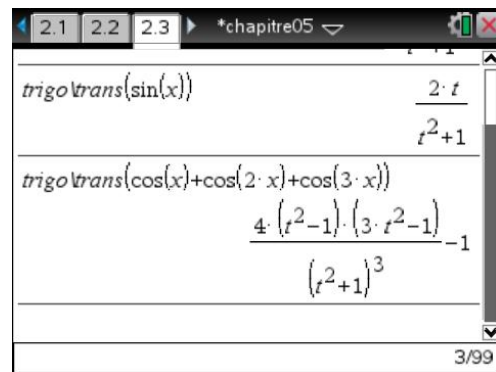 2.1 2.2 2.3 *chapitre05
trigo\trans(sin(x))
2· t
t²+1
trigo\trans(cos(x)+cos(2· x)+cos(3· x))
4· (t²−1)· (3· t²−1)
(t²+1)³
−1
3/99